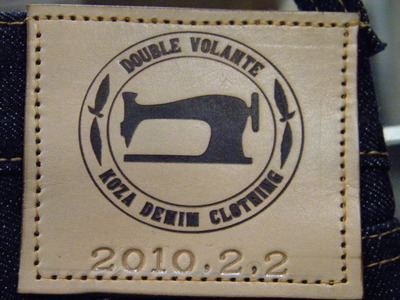 DOUBLE VOLANTE
KOZA DENIM CLOTHING
2010.2.2